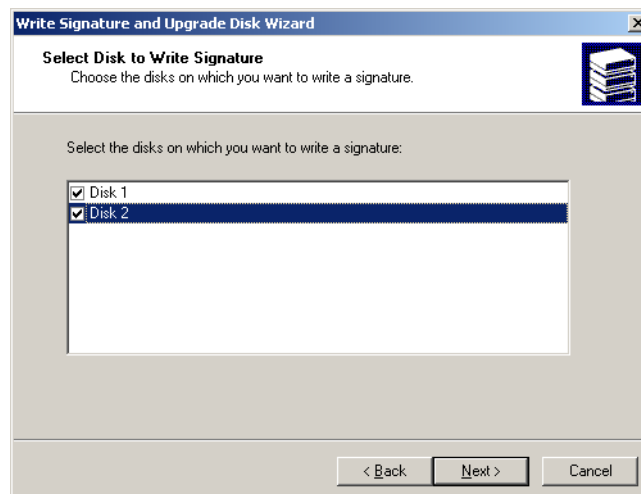 Write Signature and Upgrade Disk Wizard
Select Disk to Write Signature
Choose the disks on which you want to write a signature.
Select the disks on which you want to write a signature:
Disk 1
Disk 2
< Back
Next >
Cancel